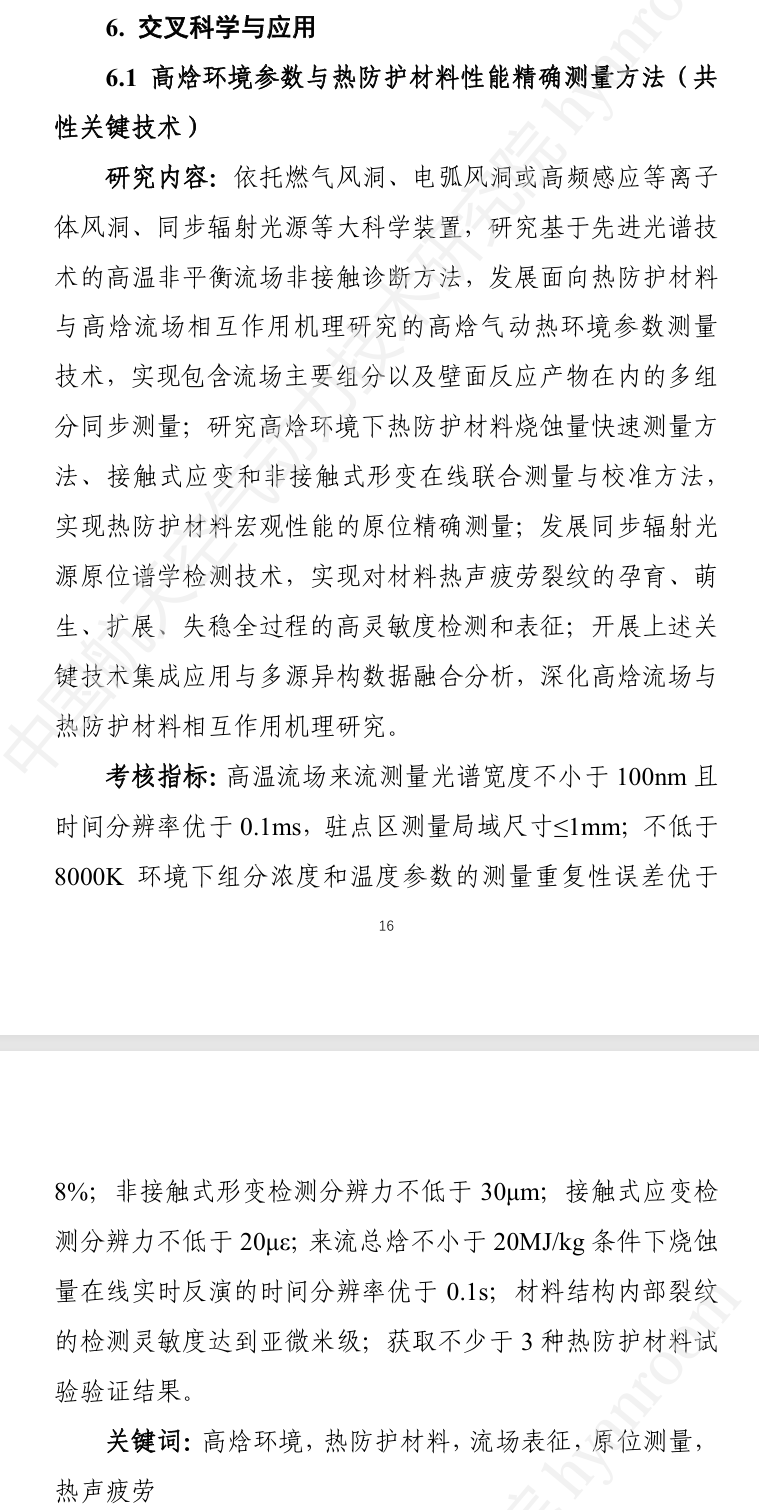 6. 交叉科学与应用
6.1 高焓环境参数与热防护材料性能精确测量方法（共
性关键技术）
研究内容：依托燃气风洞、电弧风洞或高频感应等离子
体风洞、同步辐射光源等大科学装置，研究基于先进光谱技
术的高温非平衡流场非接触诊断方法，发展面向热防护材料
与高焓流场相互作用机理研究的高焓气动热环境参数测量
技术，实现包含流场主要组分以及壁面反应产物在内的多组
分同步测量；研究高焓环境下热防护材料烧蚀量快速测量方
法、接触式应变和非接触式形变在线联合测量与校准方法，
实现热防护材料宏观性能的原位精确测量；发展同步辐射光
源原位谱学检测技术，实现对材料热声疲劳裂纹的孕育、萌
生、扩展、失稳全过程的高灵敏度检测和表征；开展上述关
键技术集成应用与多源异构数据融合分析，深化高焓流场与
热防护材料相互作用机理研究。
考核指标：高温流场来流测量光谱宽度不小于 100nm 且
时间分辨率优于 0.1ms，驻点区测量局域尺寸≤1mm；不低于
8000K 环境下组分浓度和温度参数的测量重复性误差优于
16
8%；非接触式形变检测分辨力不低于 30μm；接触式应变检
测分辨力不低于 20με；来流总焓不小于 20MJ/kg 条件下烧蚀
量在线实时反演的时间分辨率优于 0.1s；材料结构内部裂纹
的检测灵敏度达到亚微米级；获取不少于 3 种热防护材料试
验验证结果。
关键词：高焓环境，热防护材料，流场表征，原位测量，
热声疲劳
中国航天空气动力技术研究院 hyanroom
院 hyanroom